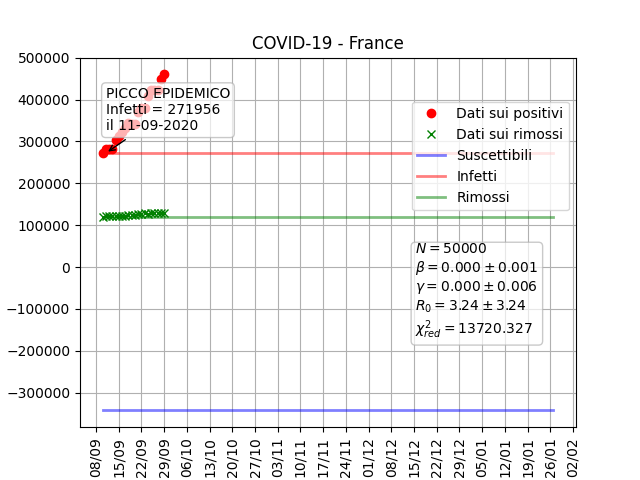 COVID-19 - France
500000
400000
300000
200000
100000
0
−100000
−200000
−300000
PICCO EPIDEMICO
Infetti = 271956
il 11-09-2020
Dati sui positivi
Dati sui rimossi
Suscettibili
Infetti
Rimossi
N = 50000
β = 0.000 ± 0.001
γ = 0.000 ± 0.006
R₀ = 3.24 ± 3.24
χ²red = 13720.327
08/09
15/09
22/09
29/09
06/10
13/10
20/10
27/10
03/11
10/11
17/11
24/11
01/12
08/12
15/12
22/12
29/12
05/01
12/01
19/01
26/01
02/02